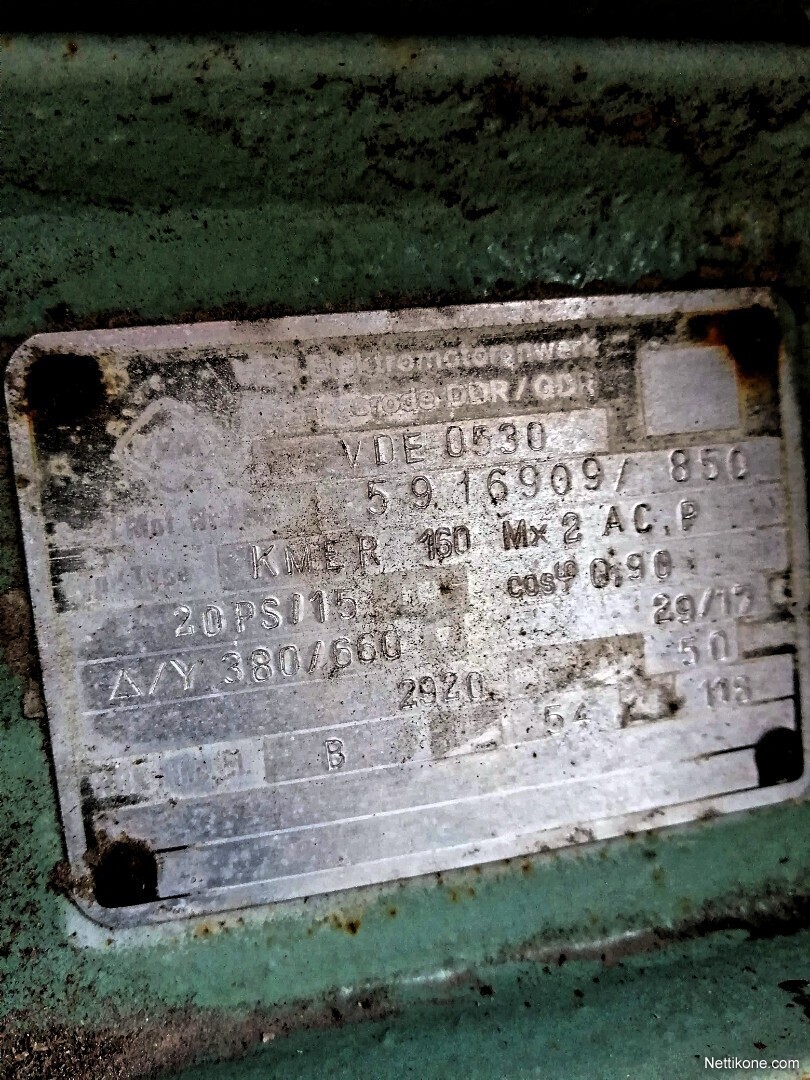 Elektromotorenwerk
DDR/GDR
VDE 0530
59 16909/ 850
Type KMER 160 Mx 2 AC.P
20PS/15 cosφ 0,90
Δ/Y 380/660 29/17
2920 50
B 54 118
Nettikone.com